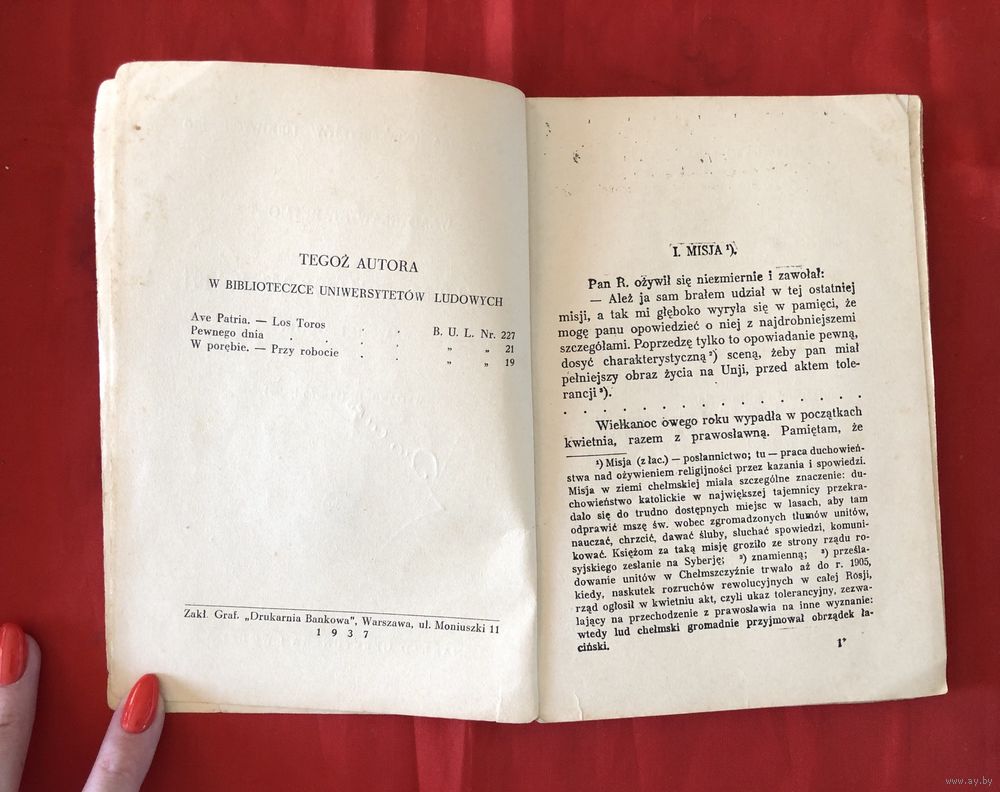 TEGOŻ AUTORA
W BIBLIOTECZCE UNIWERSYTETÓW LUDOWYCH
Ave Patria. — Los Toros . . B. U. L. Nr. 227
Pewnego dnia . . . . „ „ 21
W porębie. — Przy robocie . . „ „ 19
Zakł. Graf. „Drukarnia Bankowa", Warszawa, ul. Moniuszki 11
1937
I. MISJA ¹).
Pan R. ożywił się niezmiernie i zawołał:
— Ależ ja sam brałem udział w tej ostatniej
misji, a tak mi głęboko wyryła się w pamięci, że
mogę panu opowiedzieć o niej z najdrobniejszemi
szczegółami. Poprzedzę tylko to opowiadanie pewną,
dosyć charakterystyczną ²) sceną, żeby pan miał
pełniejszy obraz życia na Unji, przed aktem tole-
rancji ³).
. . . . . . . . . . . . . .
Wielkanoc owego roku wypadła w początkach
kwietnia, razem z prawosławną. Pamiętam, że
¹) Misja (z łac.) — posłannictwo; tu — praca duchowień-
stwa nad ożywieniem religijności przez kazania i spowiedzi.
Misja w ziemi chełmskiej miała szczególne znaczenie: du-
chowieństwo katolickie w największej tajemnicy przekra-
dało się do trudno dostępnych miejsc w lasach, aby tam
odprawić mszę św. wobec zgromadzonych tłumów unitów,
nauczać, chrzcić, dawać śluby, słuchać spowiedzi, komuni-
kować. Księżom za taką misję groziło ze strony rządu ro-
syjskiego zesłanie na Syberję; ²) znamienną; ³) prześla-
dowanie unitów w Chełmszczyźnie trwało aż do r. 1905,
kiedy, naskutek rozruchów rewolucyjnych w całej Rosji,
rząd ogłosił w kwietniu akt, czyli ukaz tolerancyjny, zezwa-
lający na przechodzenie z prawosławia na inne wyznanie:
wtedy lud chełmski gromadnie przyjmował obrządek ła-
ciński.
1*
www.ay.by